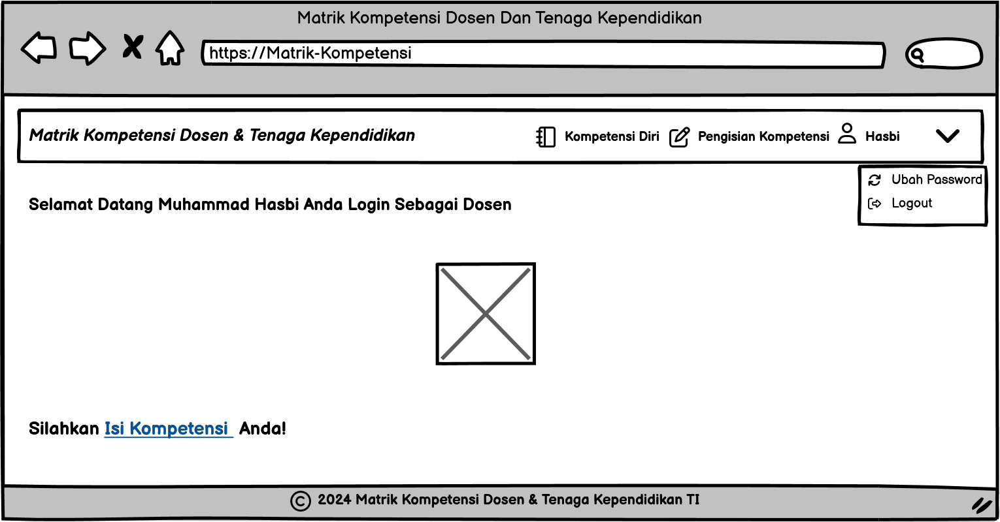 Matrik Kompetensi Dosen Dan Tenaga Kependidikan
https://Matrik-Kompetensi
Matrik Kompetensi Dosen & Tenaga Kependidikan Kompetensi Diri Pengisian Kompetensi Hasbi
Ubah Password
Logout
Selamat Datang Muhammad Hasbi Anda Login Sebagai Dosen
Silahkan Isi Kompetensi Anda!
© 2024 Matrik Kompetensi Dosen & Tenaga Kependidikan TI